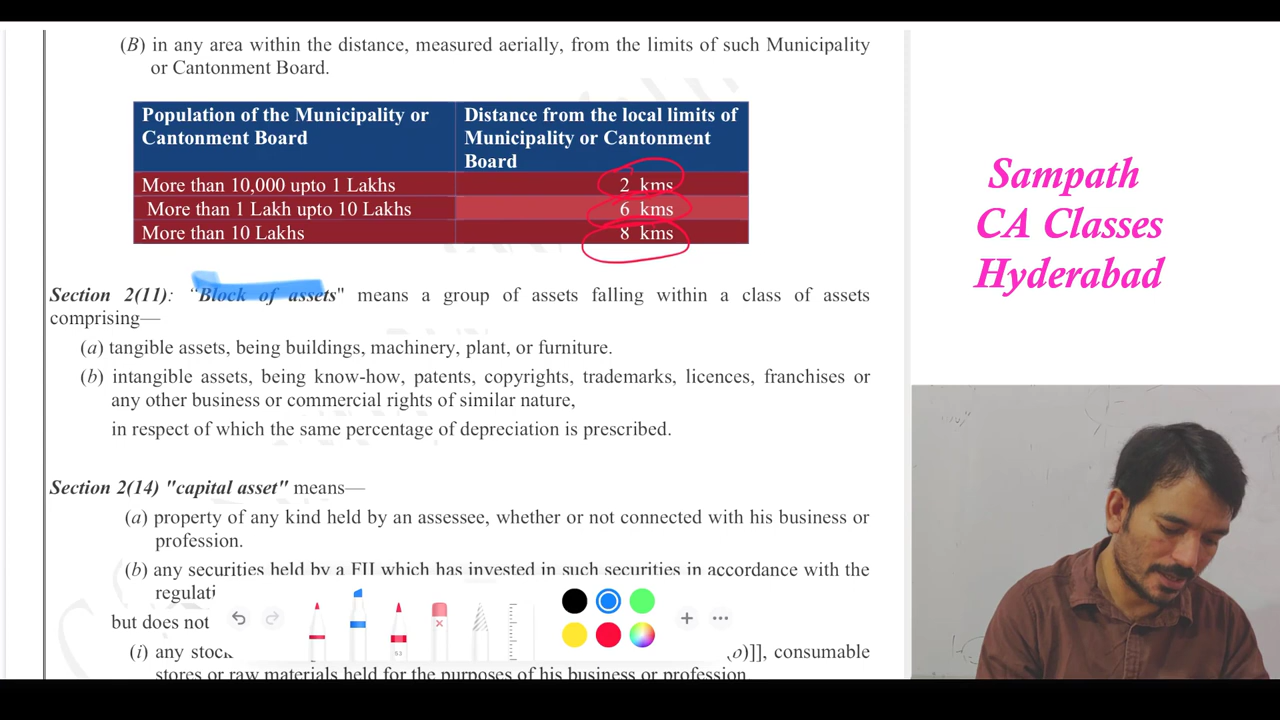 (B) in any area within the distance, measured aerially, from the limits of such Municipality
or Cantonment Board.
Population of the Municipality or
Cantonment Board
Distance from the local limits of
Municipality or Cantonment
Board
More than 10,000 upto 1 Lakhs
2 kms
More than 1 Lakh upto 10 Lakhs
6 kms
More than 10 Lakhs
8 kms
Section 2(11): "Block of assets" means a group of assets falling within a class of assets
comprising—
(a) tangible assets, being buildings, machinery, plant, or furniture.
(b) intangible assets, being know-how, patents, copyrights, trademarks, licences, franchises or
any other business or commercial rights of similar nature,
in respect of which the same percentage of depreciation is prescribed.
Section 2(14) "capital asset" means—
(a) property of any kind held by an assessee, whether or not connected with his business or
profession.
(b) any securities held by a FII which has invested in such securities in accordance with the
regulati
but does not
(i) any stock
consumable
stores or raw materials held for the purposes of his business or profession
Sampath
CA Classes
Hyderabad